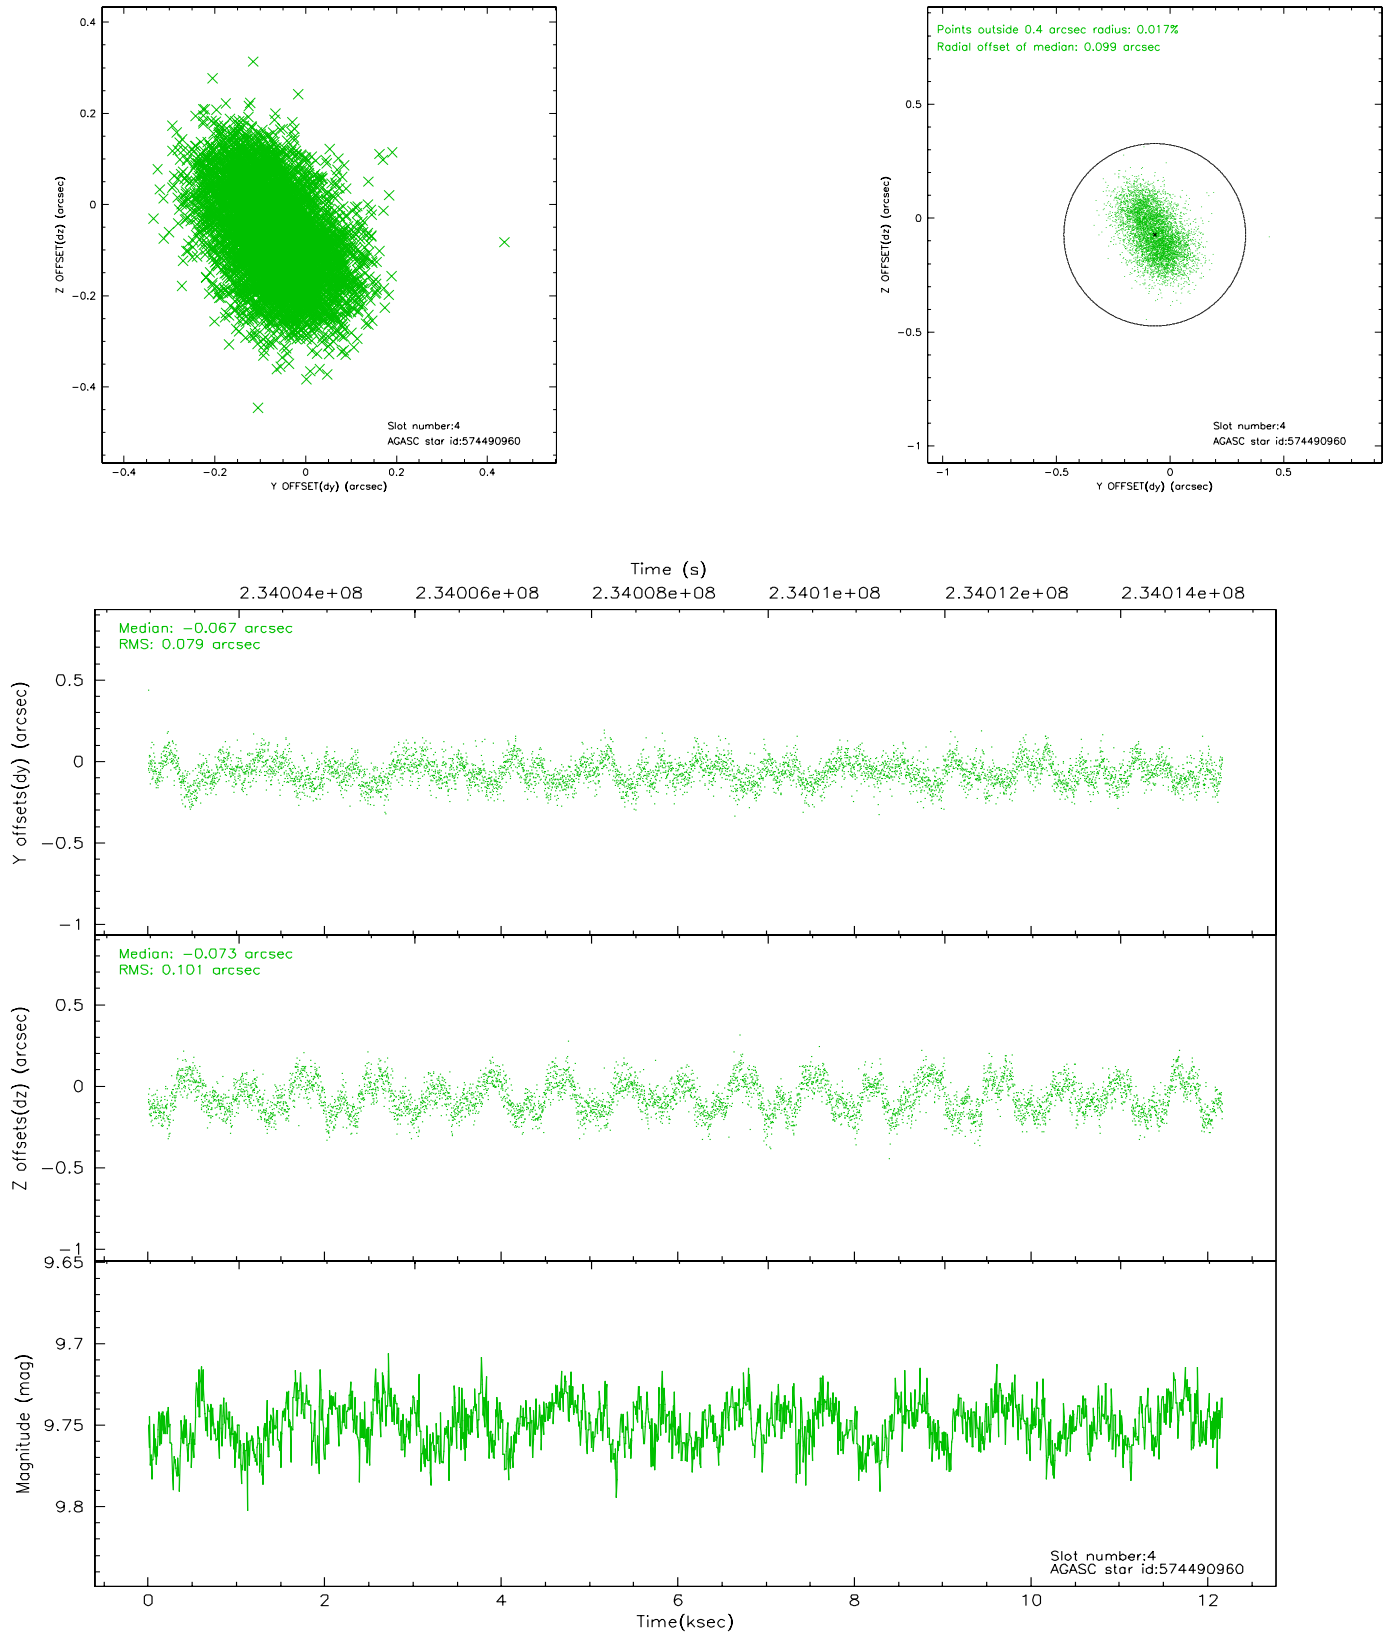 0.4
0.2
0
−0.2
−0.4
Z OFFSET(dz) (arcsec)
Slot number:4
AGASC star id:574490960
−0.4
−0.2
0
0.2
0.4
Y OFFSET(dy) (arcsec)
Points outside 0.4 arcsec radius: 0.017%
Radial offset of median: 0.099 arcsec
0.5
0
−0.5
−1
Z OFFSET(dz) (arcsec)
Slot number:4
AGASC star id:574490960
−1
−0.5
0
0.5
Y OFFSET(dy) (arcsec)
Time (s)
2.34004e+08
2.34006e+08
2.34008e+08
2.3401e+08
2.34012e+08
2.34014e+08
Median: −0.067 arcsec
RMS: 0.079 arcsec
0.5
0
−0.5
−1
Y offsets(dy) (arcsec)
Median: −0.073 arcsec
RMS: 0.101 arcsec
0.5
0
−0.5
−1
Z offsets(dz) (arcsec)
9.65
9.7
9.75
9.8
Magnitude (mag)
Slot number:4
AGASC star id:574490960
0
2
4
6
8
10
12
Time(ksec)